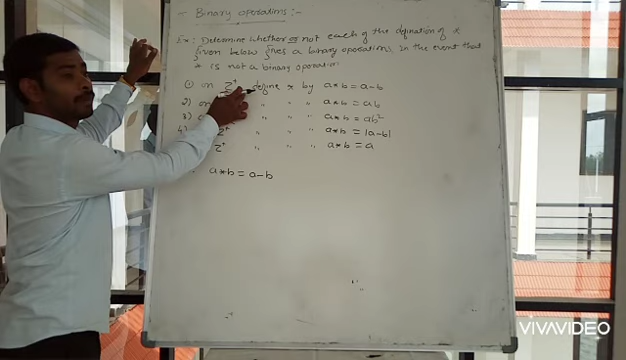 Binary operations:-
Ex: Determine whether or not each of the definition of *
given below gives a binary operation. In the event that
* is not a binary operation
1) on Z⁺ define * by a*b = a-b
2) on " " " a*b = ab
3) " " " a*b = ab²
4) Z⁺ " " " a*b = |a-b|
Z⁺ " " " a*b = a
a*b = a-b
VIVAVIDEO